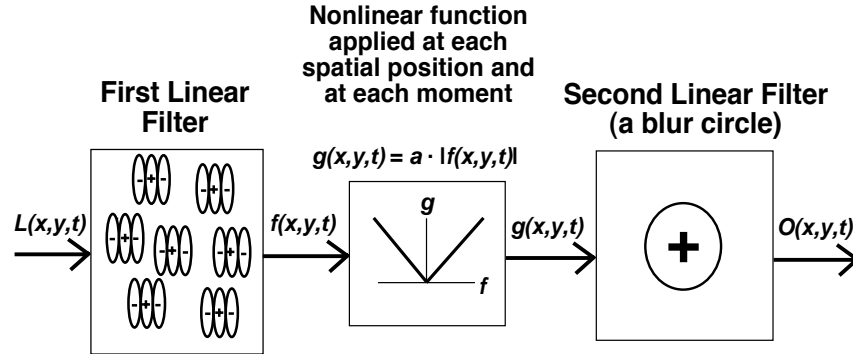 Nonlinear function
applied at each
spatial position and
at each moment
First Linear
Filter
Second Linear Filter
(a blur circle)
g(x,y,t) = a · |f(x,y,t)|
L(x,y,t)
- + -
- + -
- + -
- + -
- + -
- + -
- + -
f(x,y,t)
g
f
g(x,y,t)
+
O(x,y,t)